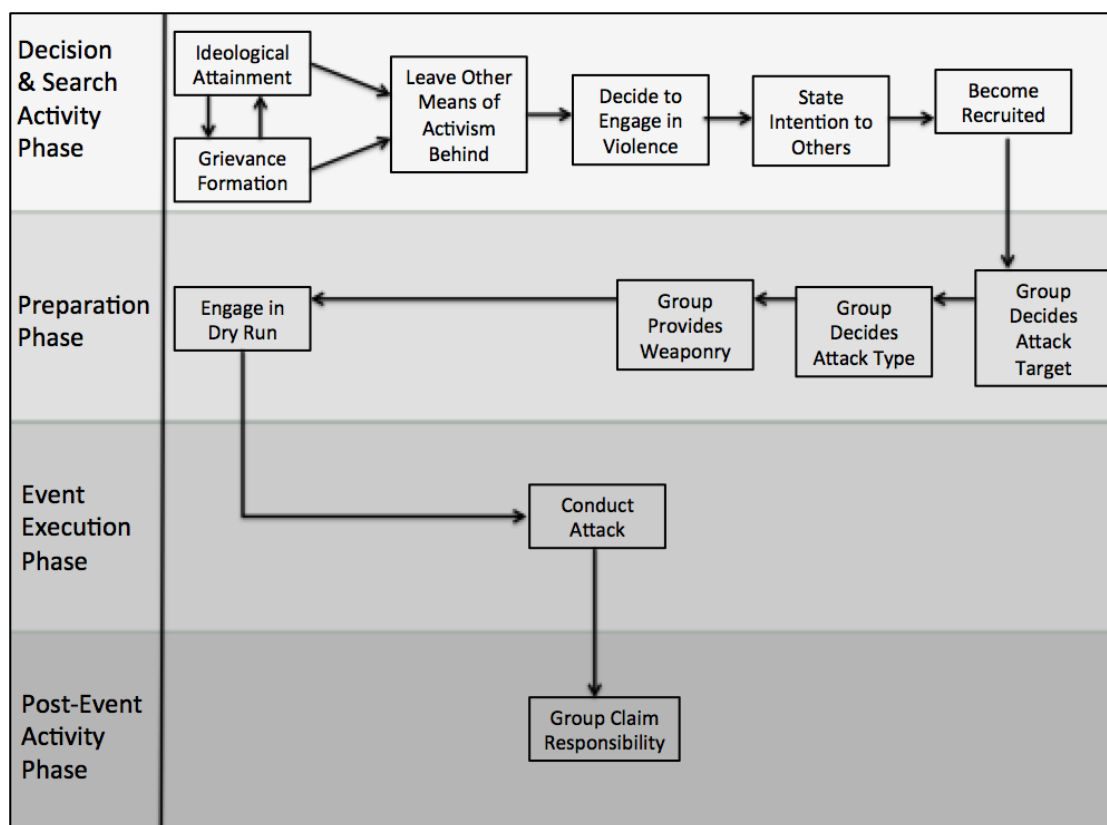 Decision
& Search
Activity
Phase
Ideological
Attainment
Grievance
Formation
Leave Other
Means of
Activism
Behind
Decide to
Engage in
Violence
State
Intention to
Others
Become
Recruited
Preparation
Phase
Engage in
Dry Run
Group
Provides
Weaponry
Group
Decides
Attack Type
Group
Decides
Attack
Target
Event
Execution
Phase
Conduct
Attack
Post-Event
Activity
Phase
Group Claim
Responsibility